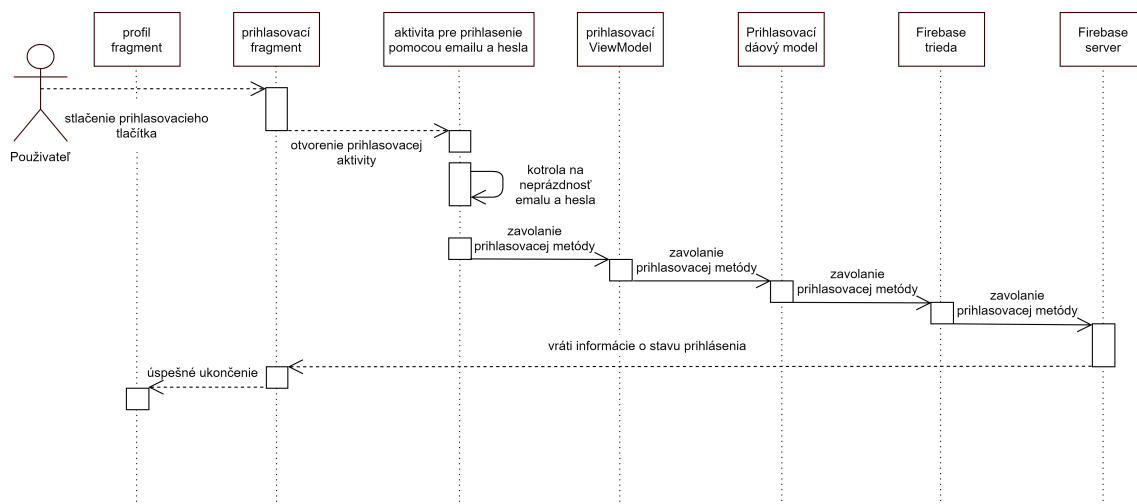 profil
fragment
prihlasovací
fragment
aktivita pre prihlasenie
pomocou emailu a hesla
prihlasovací
ViewModel
Prihlasovací
dáový model
Firebase
trieda
Firebase
server
Používateľ
stlačenie prihlasovacieho
tlačítka
otvorenie prihlasovacej
aktivity
kotrola na
neprázdnosť
emalu a hesla
zavolanie
prihlasovacej metódy
zavolanie
prihlasovacej metódy
zavolanie
prihlasovacej metódy
zavolanie
prihlasovacej metódy
vráti informácie o stavu prihlásenia
úspešné ukončenie